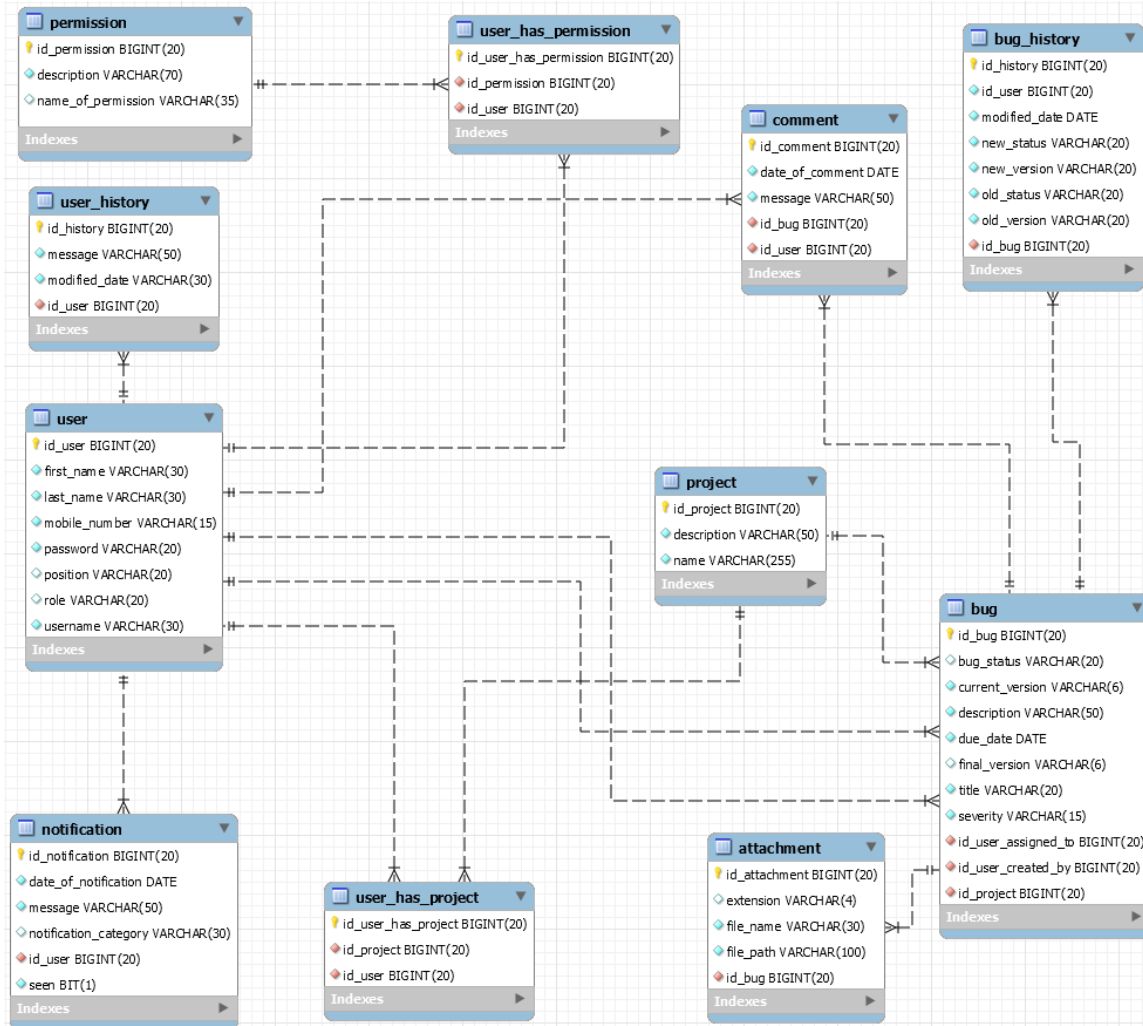 permission
id_permission BIGINT(20)
description VARCHAR(70)
name_of_permission VARCHAR(35)
Indexes
user_has_permission
id_user_has_permission BIGINT(20)
id_permission BIGINT(20)
id_user BIGINT(20)
Indexes
bug_history
id_history BIGINT(20)
id_user BIGINT(20)
modified_date DATE
new_status VARCHAR(20)
new_version VARCHAR(20)
old_status VARCHAR(20)
old_version VARCHAR(20)
id_bug BIGINT(20)
Indexes
comment
id_comment BIGINT(20)
date_of_comment DATE
message VARCHAR(50)
id_bug BIGINT(20)
id_user BIGINT(20)
Indexes
user_history
id_history BIGINT(20)
message VARCHAR(50)
modified_date VARCHAR(30)
id_user BIGINT(20)
Indexes
user
id_user BIGINT(20)
first_name VARCHAR(30)
last_name VARCHAR(30)
mobile_number VARCHAR(15)
password VARCHAR(20)
position VARCHAR(20)
role VARCHAR(20)
username VARCHAR(30)
Indexes
project
id_project BIGINT(20)
description VARCHAR(50)
name VARCHAR(255)
Indexes
bug
id_bug BIGINT(20)
bug_status VARCHAR(20)
current_version VARCHAR(6)
description VARCHAR(50)
due_date DATE
final_version VARCHAR(6)
title VARCHAR(20)
severity VARCHAR(15)
id_user_assigned_to BIGINT(20)
id_user_created_by BIGINT(20)
id_project BIGINT(20)
Indexes
notification
id_notification BIGINT(20)
date_of_notification DATE
message VARCHAR(50)
notification_category VARCHAR(30)
id_user BIGINT(20)
seen BIT(1)
Indexes
user_has_project
id_user_has_project BIGINT(20)
id_project BIGINT(20)
id_user BIGINT(20)
Indexes
attachment
id_attachment BIGINT(20)
extension VARCHAR(4)
file_name VARCHAR(30)
file_path VARCHAR(100)
id_bug BIGINT(20)
Indexes